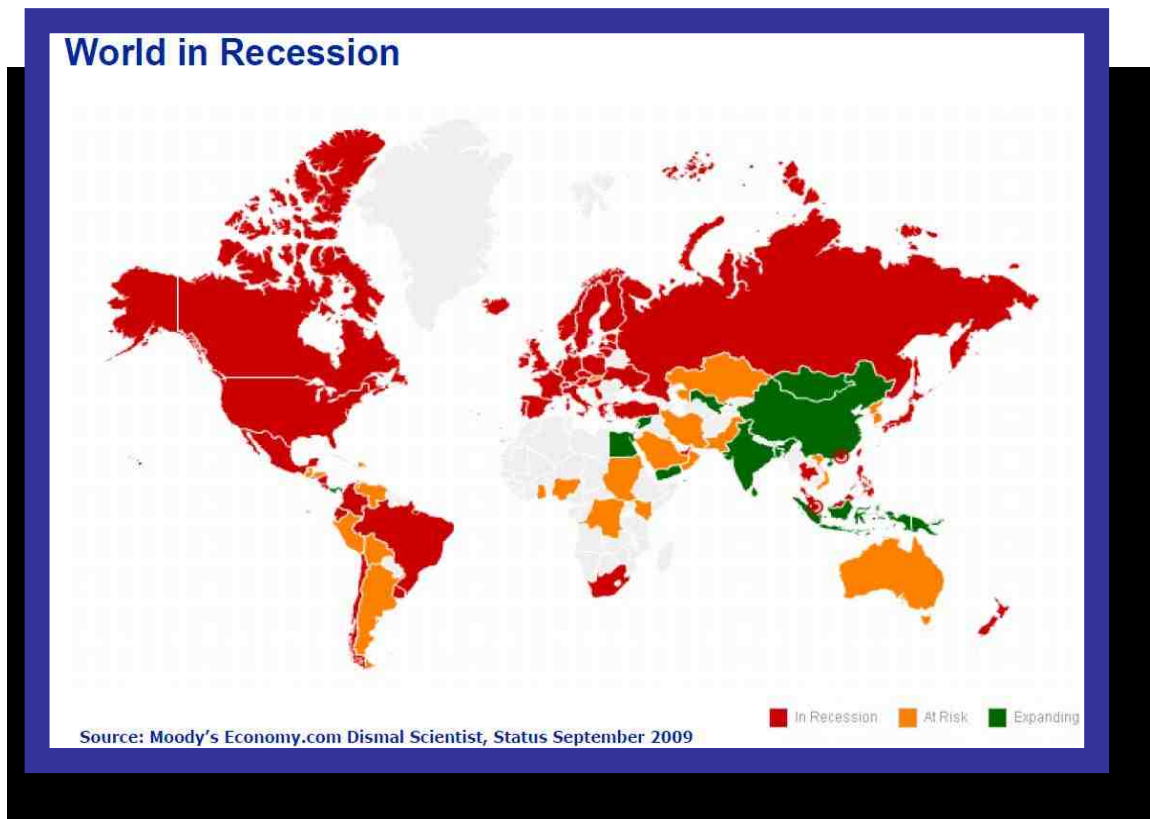 World in Recession
In Recession At Risk Expanding
Source: Moody's Economy.com Dismal Scientist, Status September 2009